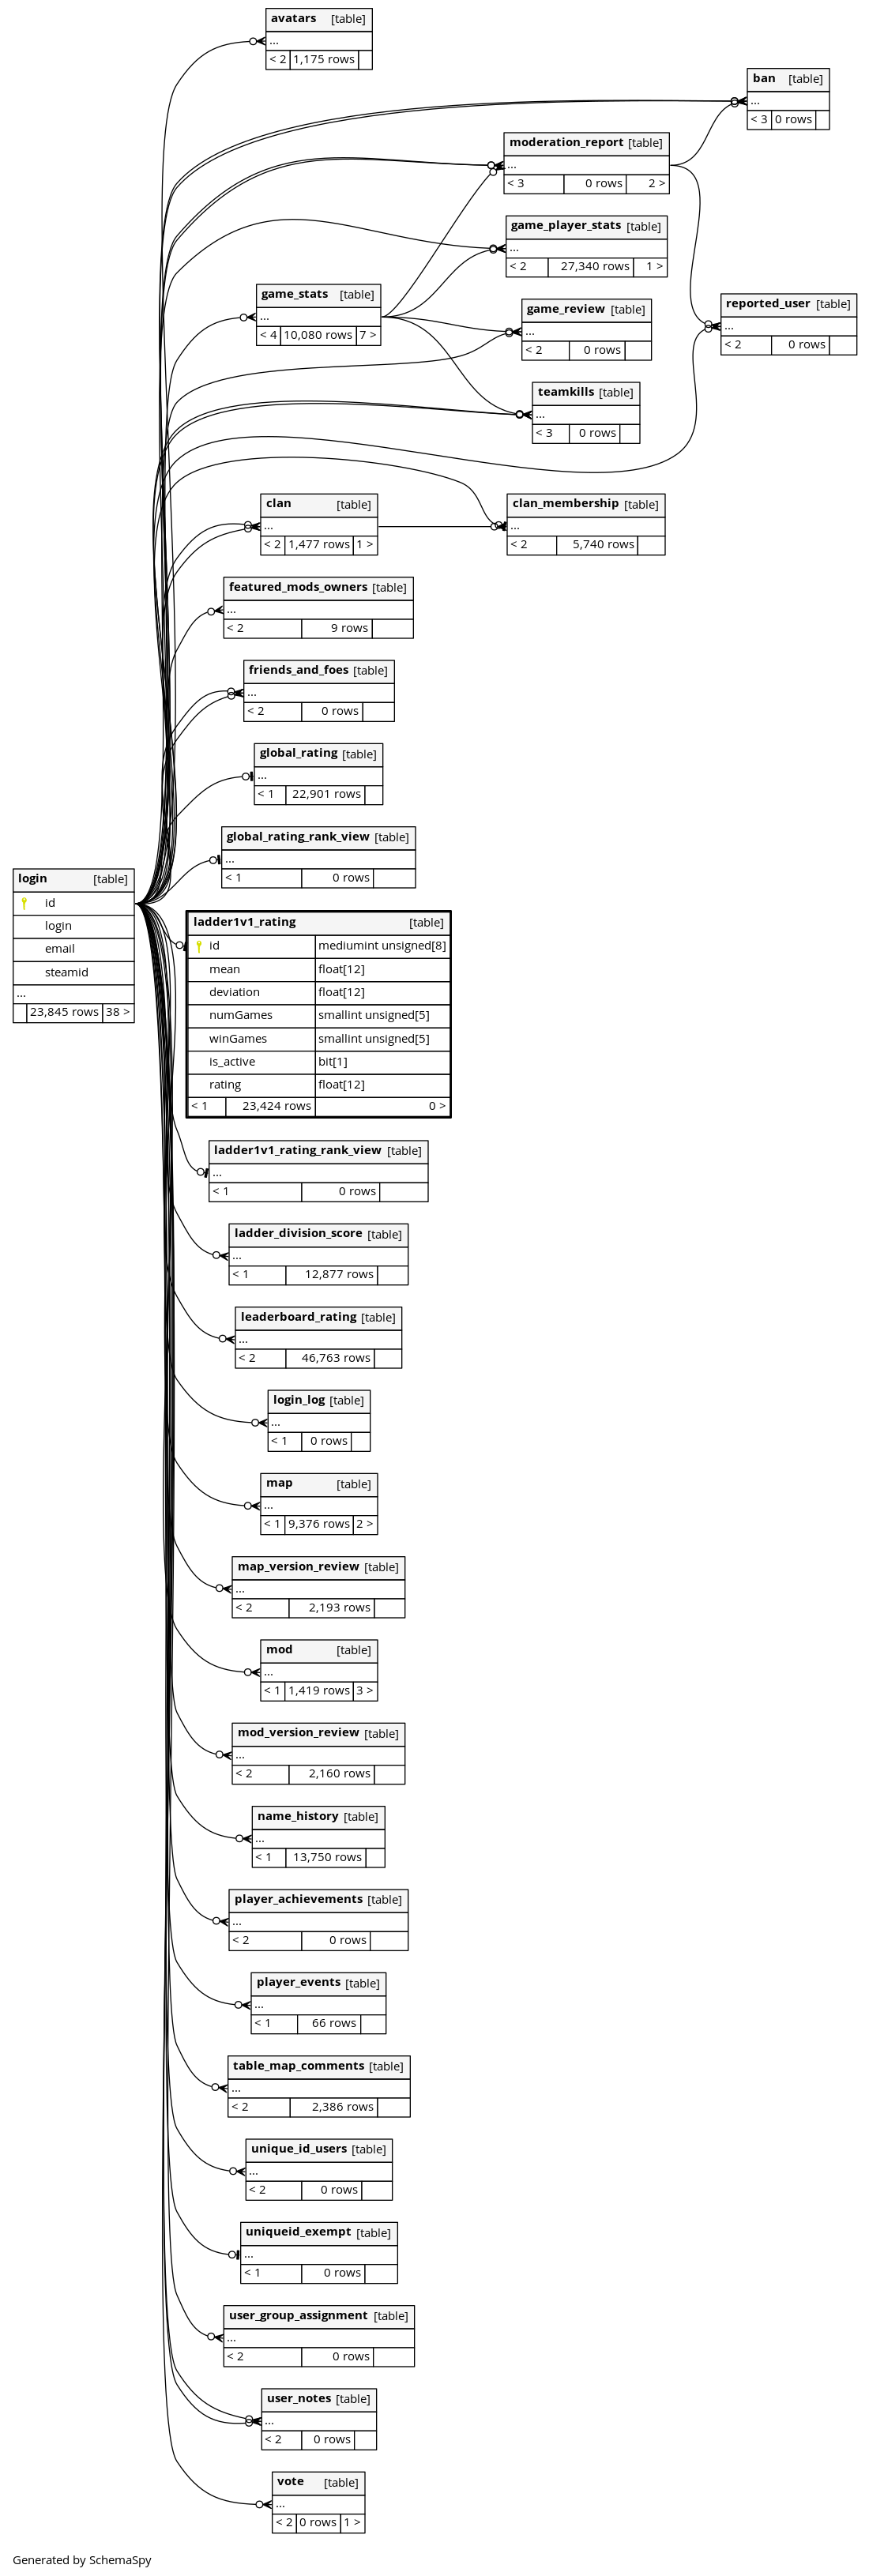 avatars [table]
...
< 2 1,175 rows
ban [table]
...
< 3 0 rows
moderation_report [table]
...
< 3 0 rows 2 >
game_player_stats [table]
...
< 2 27,340 rows 1 >
game_stats [table]
...
< 4 10,080 rows 7 >
reported_user [table]
...
< 2 0 rows
game_review [table]
...
< 2 0 rows
teamkills [table]
...
< 3 0 rows
clan [table]
...
< 2 1,477 rows 1 >
clan_membership [table]
...
< 2 5,740 rows
featured_mods_owners [table]
...
< 2 9 rows
friends_and_foes [table]
...
< 2 0 rows
global_rating [table]
...
< 1 22,901 rows
global_rating_rank_view [table]
...
< 1 0 rows
login [table]
id
login
email
steamid
...
23,845 rows 38 >
ladder1v1_rating [table]
id mediumint unsigned[8]
mean float[12]
deviation float[12]
numGames smallint unsigned[5]
winGames smallint unsigned[5]
is_active bit[1]
rating float[12]
< 1 23,424 rows 0 >
ladder1v1_rating_rank_view [table]
...
< 1 0 rows
ladder_division_score [table]
...
< 1 12,877 rows
leaderboard_rating [table]
...
< 2 46,763 rows
login_log [table]
...
< 1 0 rows
map [table]
...
< 1 9,376 rows 2 >
map_version_review [table]
...
< 2 2,193 rows
mod [table]
...
< 1 1,419 rows 3 >
mod_version_review [table]
...
< 2 2,160 rows
name_history [table]
...
< 1 13,750 rows
player_achievements [table]
...
< 2 0 rows
player_events [table]
...
< 1 66 rows
table_map_comments [table]
...
< 2 2,386 rows
unique_id_users [table]
...
< 2 0 rows
uniqueid_exempt [table]
...
< 1 0 rows
user_group_assignment [table]
...
< 2 0 rows
user_notes [table]
...
< 2 0 rows
vote [table]
...
< 2 0 rows 1 >
Generated by SchemaSpy